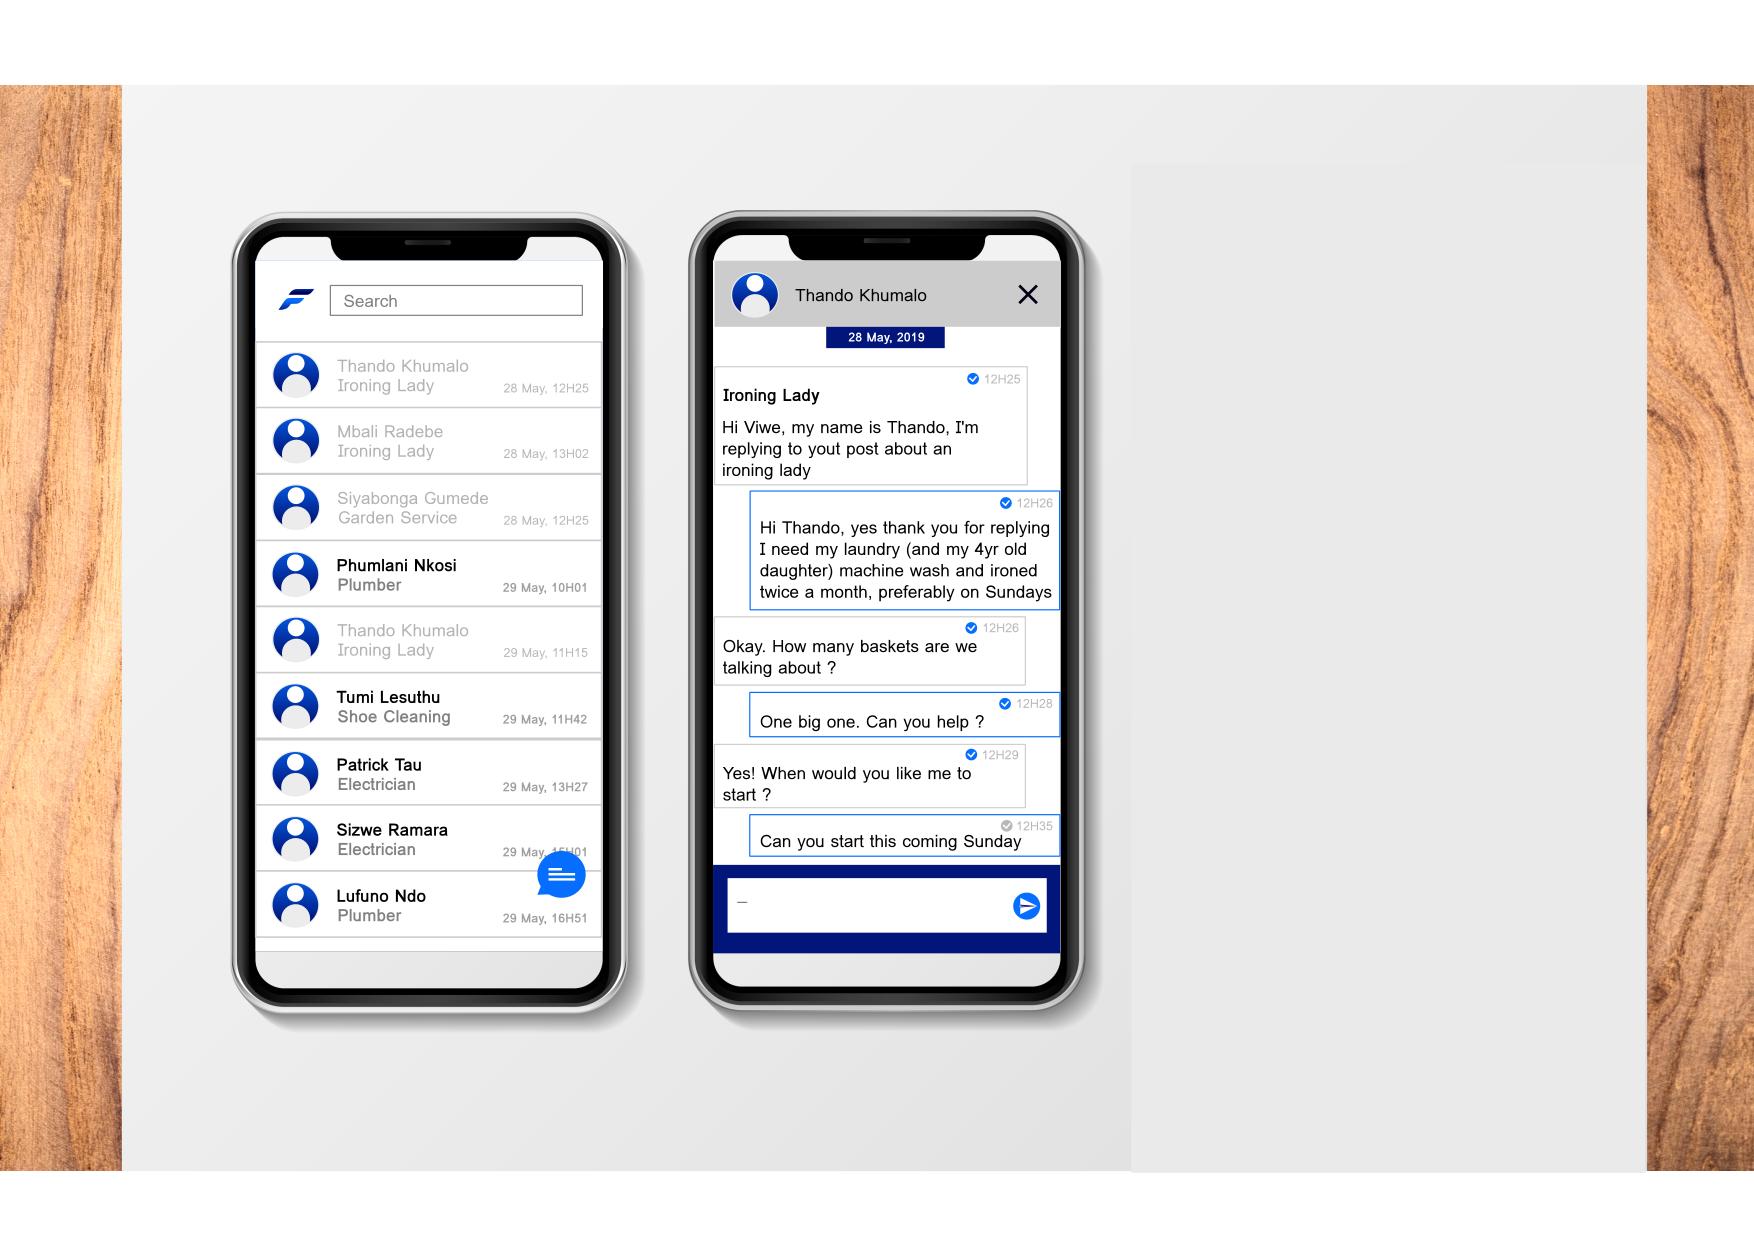 Search
Thando Khumalo
Ironing Lady
28 May, 12H25
Mbali Radebe
Ironing Lady
28 May, 13H02
Siyabonga Gumede
Garden Service
28 May, 12H25
Phumlani Nkosi
Plumber
29 May, 10H01
Thando Khumalo
Ironing Lady
29 May, 11H15
Tumi Lesuthu
Shoe Cleaning
29 May, 11H42
Patrick Tau
Electrician
29 May, 13H27
Sizwe Ramara
Electrician
29 May, 15H01
Lufuno Ndo
Plumber
29 May, 16H51
Thando Khumalo
28 May, 2019
12H25
Ironing Lady
Hi Viwe, my name is Thando, I'm
replying to yout post about an
ironing lady
12H26
Hi Thando, yes thank you for replying
I need my laundry (and my 4yr old
daughter) machine wash and ironed
twice a month, preferably on Sundays
12H26
Okay. How many baskets are we
talking about ?
12H28
One big one. Can you help ?
12H29
Yes! When would you like me to
start ?
12H35
Can you start this coming Sunday